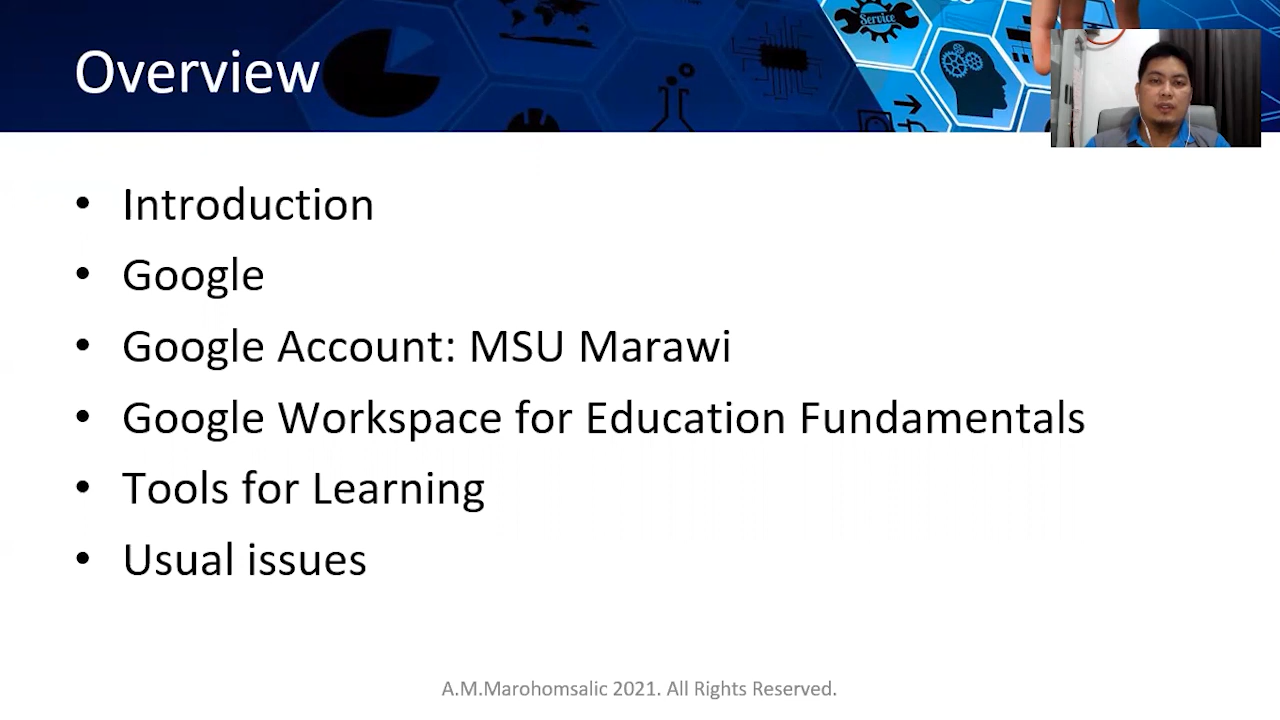 Overview
Service
• Introduction
• Google
• Google Account: MSU Marawi
• Google Workspace for Education Fundamentals
• Tools for Learning
• Usual issues
A.M.Marohomsalic 2021. All Rights Reserved.